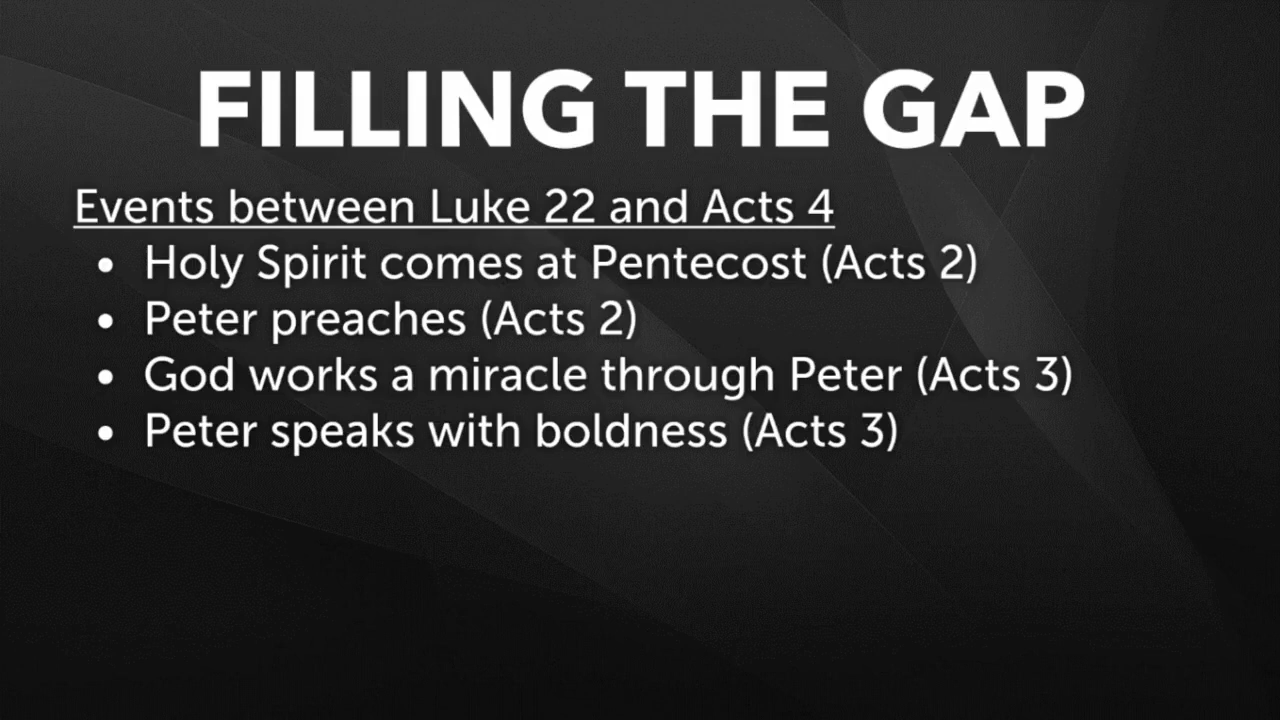 FILLING THE GAP
Events between Luke 22 and Acts 4
• Holy Spirit comes at Pentecost (Acts 2)
• Peter preaches (Acts 2)
• God works a miracle through Peter (Acts 3)
• Peter speaks with boldness (Acts 3)